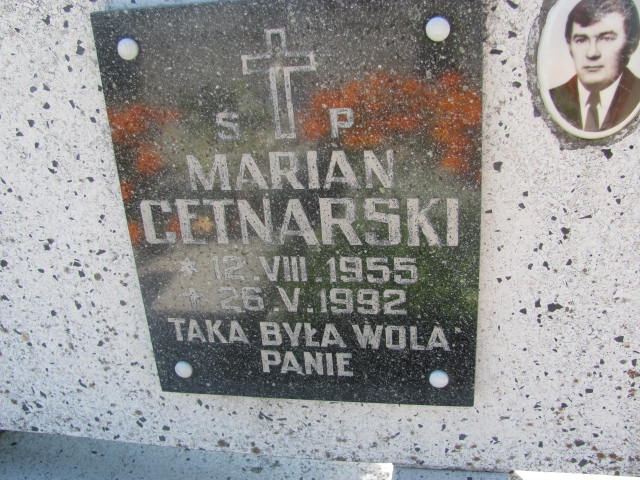 S P
MARIAN
CETNARSKI
* 12.VIII.1955
+ 26.V.1992
TAKA BYŁA WOLA
PANIE